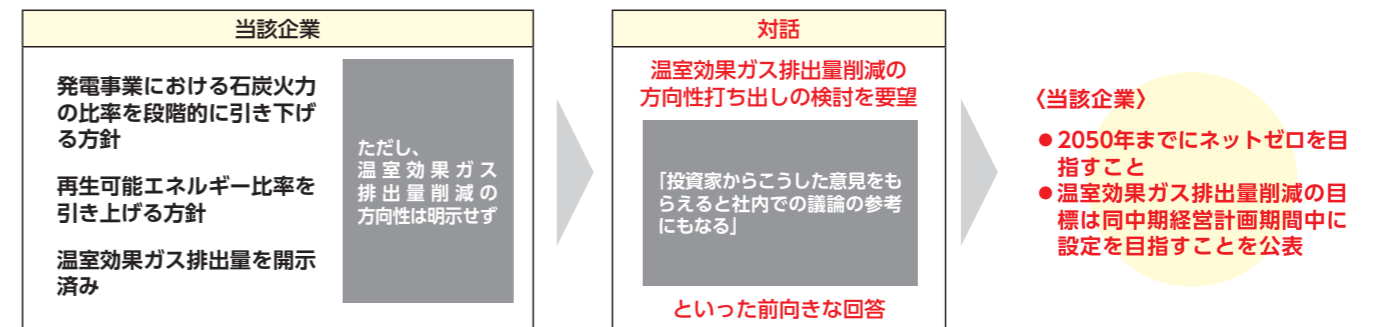 当該企業
発電事業における石炭火力
の比率を段階的に引き下げ
る方針
再生可能エネルギー比率を
引き上げる方針
温室効果ガス排出量を開示
済み
ただし、
温室効果ガス
排出量削減の
方向性は明示せず
対話
温室効果ガス排出量削減の
方向性打ち出しの検討を要望
「投資家からこうした意見をも
らえると社内での議論の参考
にもなる」
といった前向きな回答
〈当該企業〉
●2050年までにネットゼロを目
指すこと
●温室効果ガス排出量削減の目
標は同中期経営計画期間中に
設定を目指すことを公表